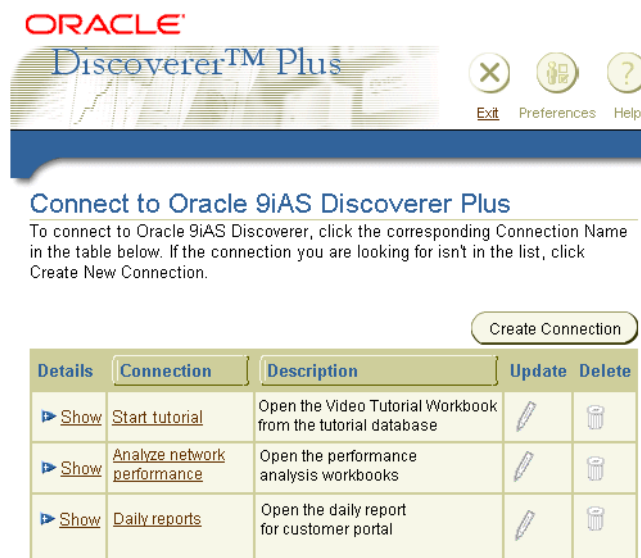 ORACLE
Discoverer™ Plus
Exit Preferences Help
Connect to Oracle 9iAS Discoverer Plus
To connect to Oracle 9iAS Discoverer, click the corresponding Connection Name
in the table below. If the connection you are looking for isn't in the list, click
Create New Connection.
Create Connection
Details Connection Description Update Delete
Show Start tutorial Open the Video Tutorial Workbook
from the tutorial database
Show Analyze network Open the performance
performance analysis workbooks
Show Daily reports Open the daily report
for customer portal